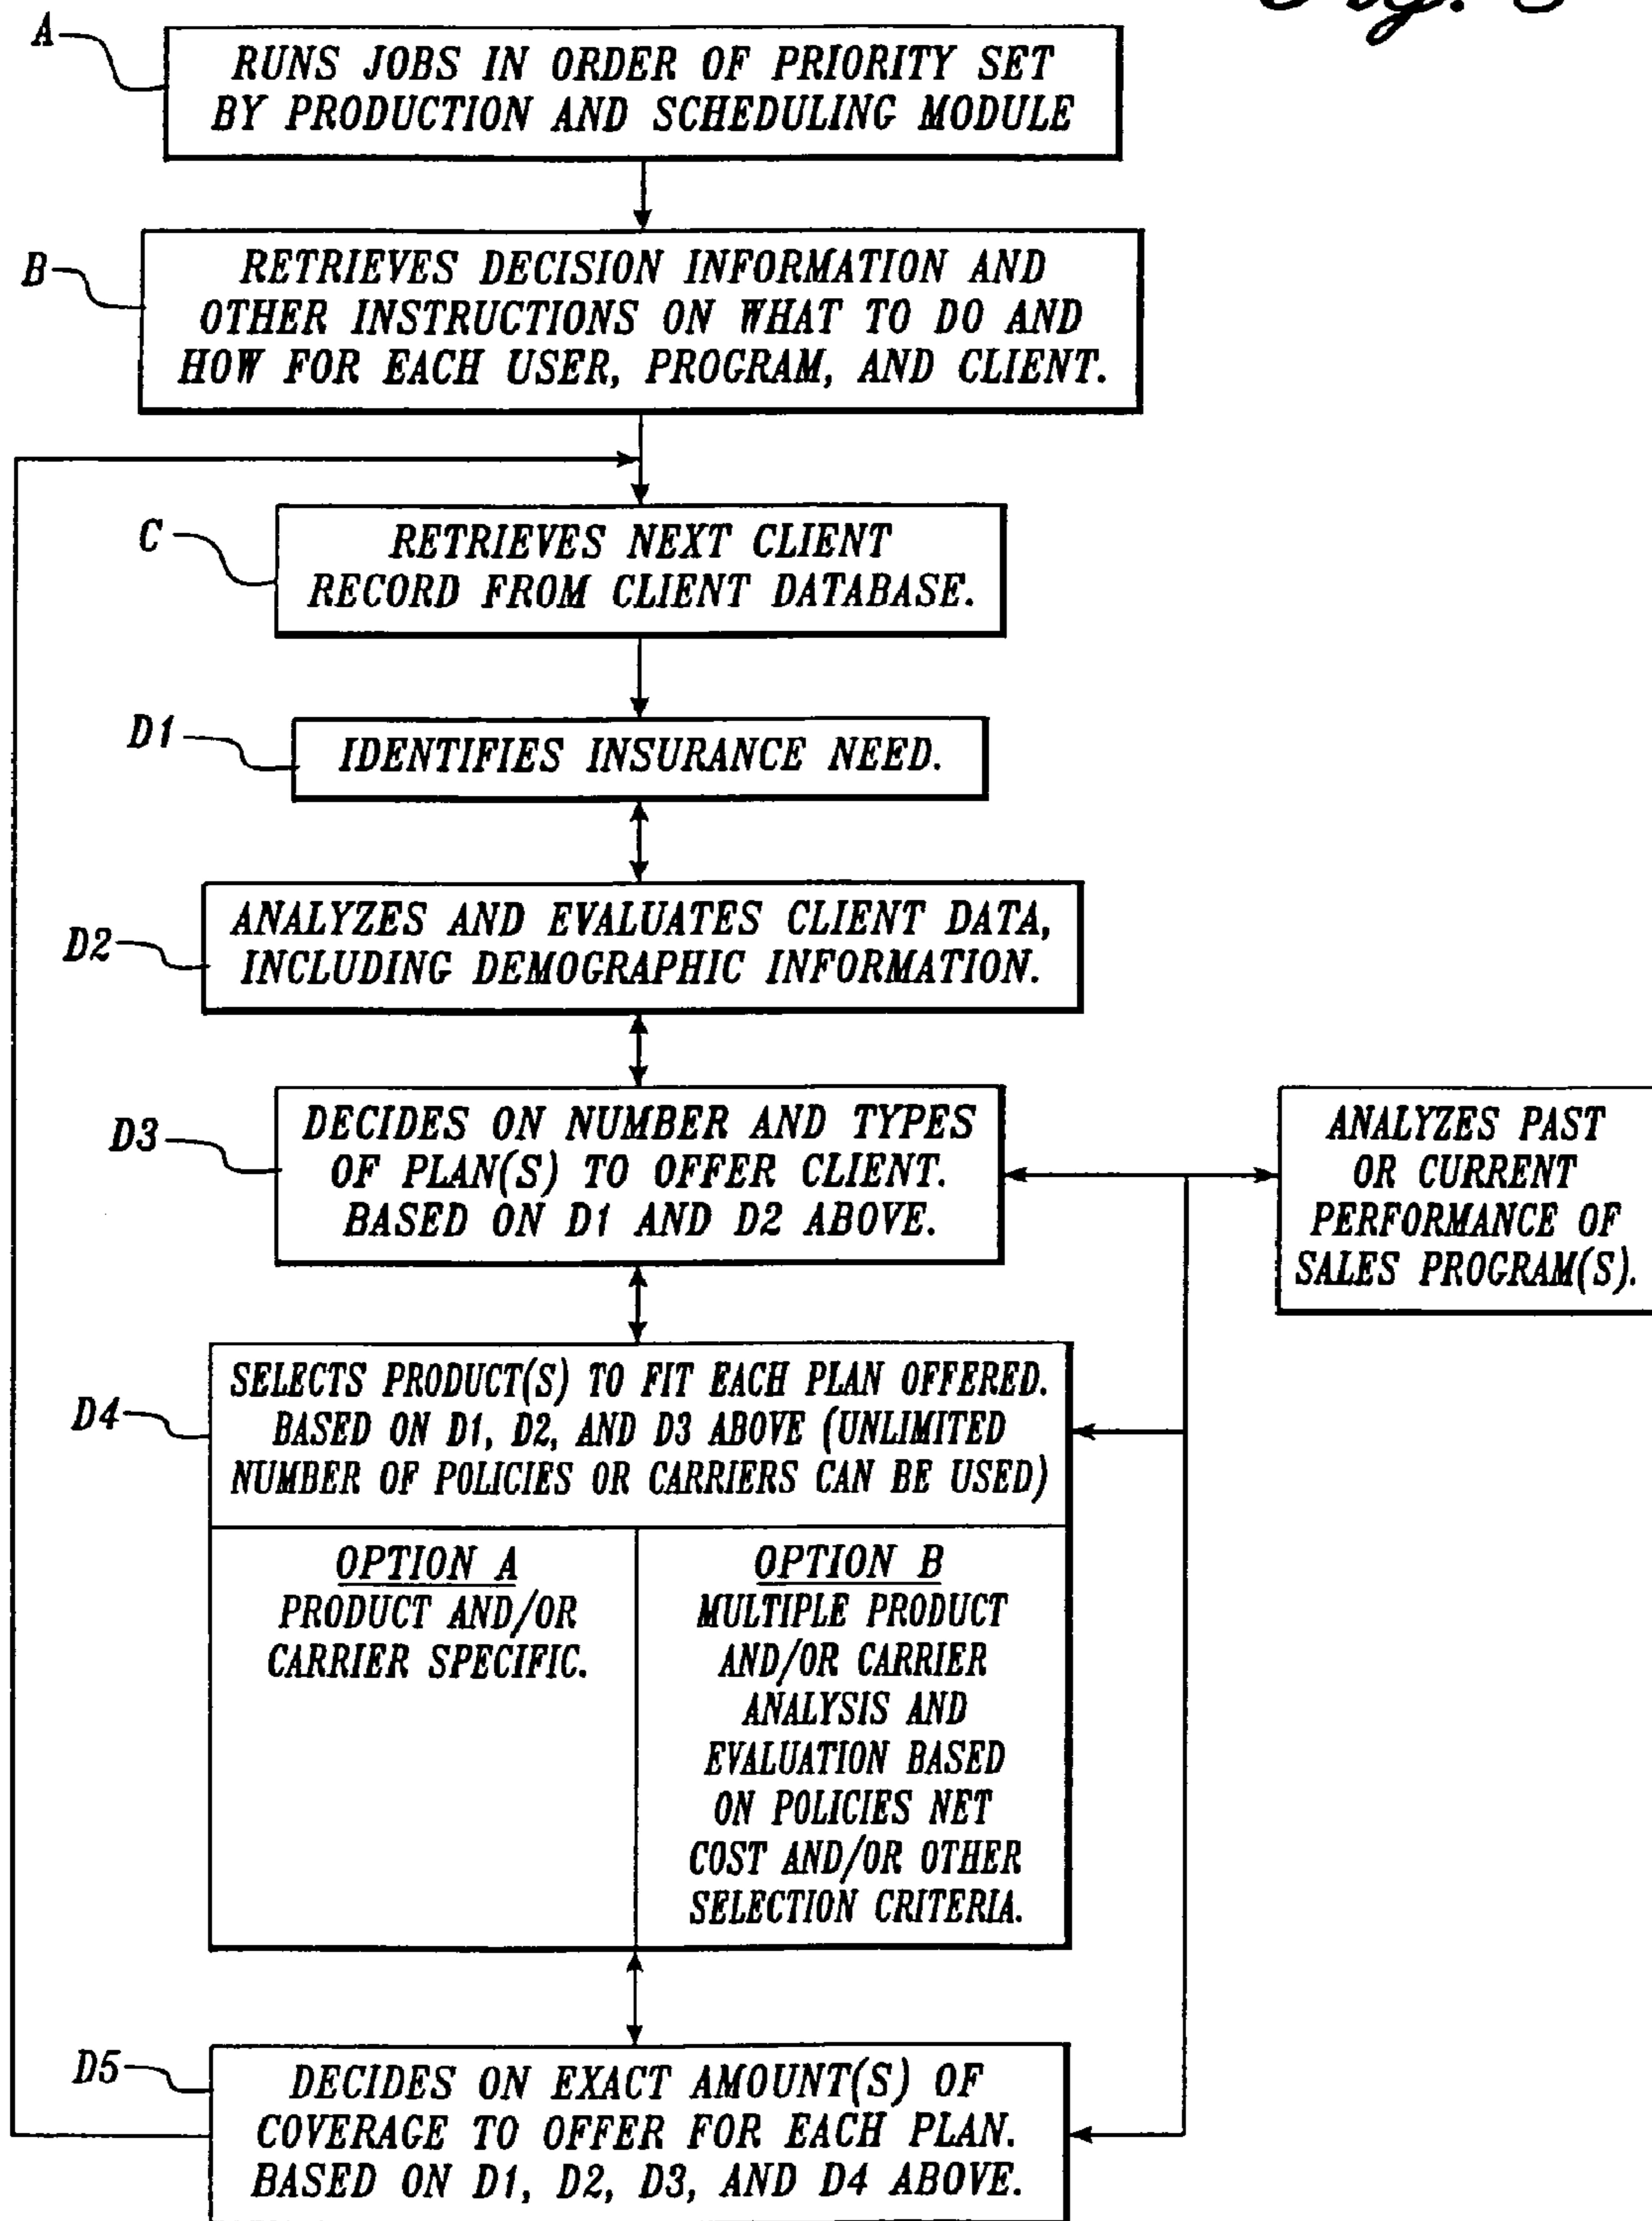 A
RUNS JOBS IN ORDER OF PRIORITY SET
BY PRODUCTION AND SCHEDULING MODULE
B
RETRIEVES DECISION INFORMATION AND
OTHER INSTRUCTIONS ON WHAT TO DO AND
HOW FOR EACH USER, PROGRAM, AND CLIENT.
C
RETRIEVES NEXT CLIENT
RECORD FROM CLIENT DATABASE.
D1
IDENTIFIES INSURANCE NEED.
D2
ANALYZES AND EVALUATES CLIENT DATA,
INCLUDING DEMOGRAPHIC INFORMATION.
D3
DECIDES ON NUMBER AND TYPES
OF PLAN(S) TO OFFER CLIENT.
BASED ON D1 AND D2 ABOVE.
ANALYZES PAST
OR CURRENT
PERFORMANCE OF
SALES PROGRAM(S).
D4
SELECTS PRODUCT(S) TO FIT EACH PLAN OFFERED.
BASED ON D1, D2, AND D3 ABOVE (UNLIMITED
NUMBER OF POLICIES OR CARRIERS CAN BE USED)
OPTION A
PRODUCT AND/OR
CARRIER SPECIFIC.
OPTION B
MULTIPLE PRODUCT
AND/OR CARRIER
ANALYSIS AND
EVALUATION BASED
ON POLICIES NET
COST AND/OR OTHER
SELECTION CRITERIA.
D5
DECIDES ON EXACT AMOUNT(S) OF
COVERAGE TO OFFER FOR EACH PLAN.
BASED ON D1, D2, D3, AND D4 ABOVE.